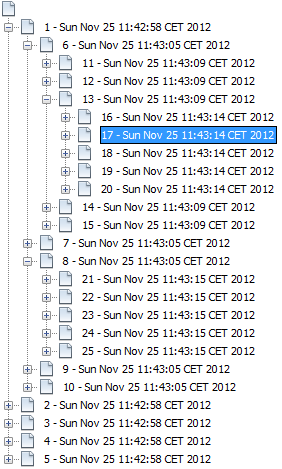 1 - Sun Nov 25 11:42:58 CET 2012
6 - Sun Nov 25 11:43:05 CET 2012
11 - Sun Nov 25 11:43:09 CET 2012
12 - Sun Nov 25 11:43:09 CET 2012
13 - Sun Nov 25 11:43:09 CET 2012
16 - Sun Nov 25 11:43:14 CET 2012
17 - Sun Nov 25 11:43:14 CET 2012
18 - Sun Nov 25 11:43:14 CET 2012
19 - Sun Nov 25 11:43:14 CET 2012
20 - Sun Nov 25 11:43:14 CET 2012
14 - Sun Nov 25 11:43:09 CET 2012
15 - Sun Nov 25 11:43:09 CET 2012
7 - Sun Nov 25 11:43:05 CET 2012
8 - Sun Nov 25 11:43:05 CET 2012
21 - Sun Nov 25 11:43:15 CET 2012
22 - Sun Nov 25 11:43:15 CET 2012
23 - Sun Nov 25 11:43:15 CET 2012
24 - Sun Nov 25 11:43:15 CET 2012
25 - Sun Nov 25 11:43:15 CET 2012
9 - Sun Nov 25 11:43:05 CET 2012
10 - Sun Nov 25 11:43:05 CET 2012
2 - Sun Nov 25 11:42:58 CET 2012
3 - Sun Nov 25 11:42:58 CET 2012
4 - Sun Nov 25 11:42:58 CET 2012
5 - Sun Nov 25 11:42:58 CET 2012